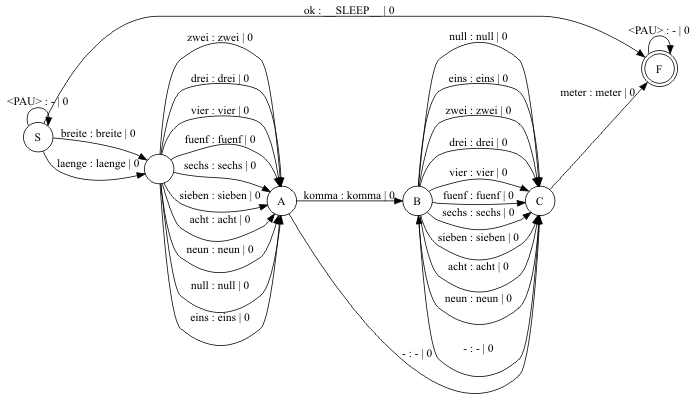 ok : __SLEEP__ | 0
<PAU> : - | 0
S
breite : breite | 0
laenge : laenge | 0
zwei : zwei | 0
drei : drei | 0
vier : vier | 0
fuenf : fuenf | 0
sechs : sechs | 0
sieben : sieben | 0
acht : acht | 0
neun : neun | 0
null : null | 0
eins : eins | 0
A
komma : komma | 0
- : - | 0
B
null : null | 0
eins : eins | 0
zwei : zwei | 0
drei : drei | 0
vier : vier | 0
fuenf : fuenf | 0
sechs : sechs | 0
sieben : sieben | 0
acht : acht | 0
neun : neun | 0
- : - | 0
C
meter : meter | 0
<PAU> : - | 0
F